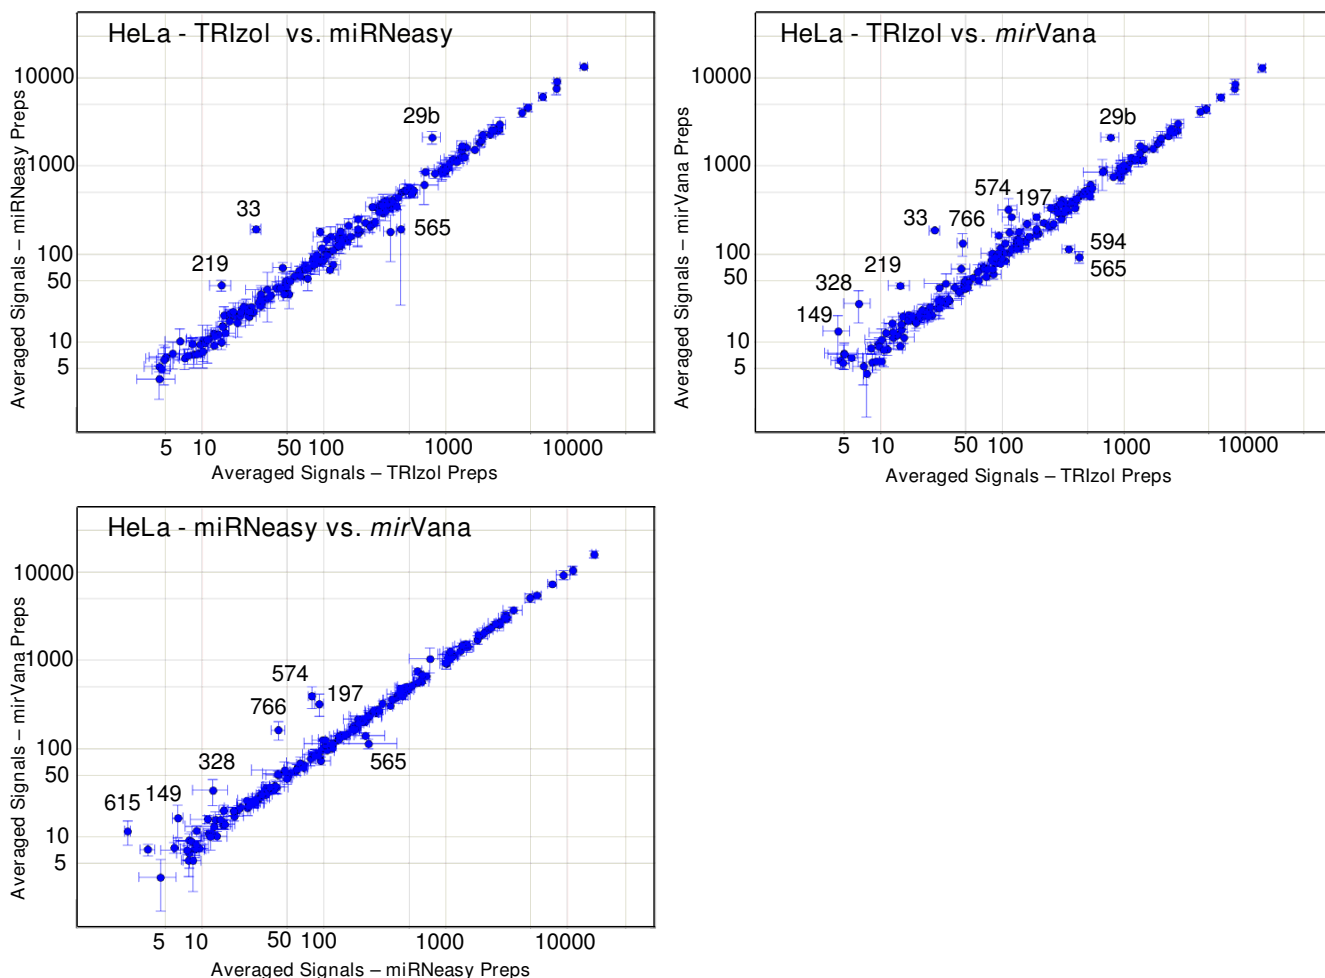 HeLa - TRIzol vs. miRNeasy
Averaged Signals – miRNeasy Preps
10000
1000
100
50
10
5
29b
33
565
219
5 10 50 100 1000 10000
Averaged Signals – TRIzol Preps
HeLa - TRIzol vs. mirVana
Averaged Signals – mirVana Preps
10000
1000
100
50
10
5
29b
574
197
33
766
594
565
328
219
149
5 10 50 100 1000 10000
Averaged Signals – TRIzol Preps
HeLa - miRNeasy vs. mirVana
Averaged Signals – mirVana Preps
10000
1000
100
50
10
5
574
197
766
565
328
149
615
5 10 50 100 1000 10000
Averaged Signals – miRNeasy Preps